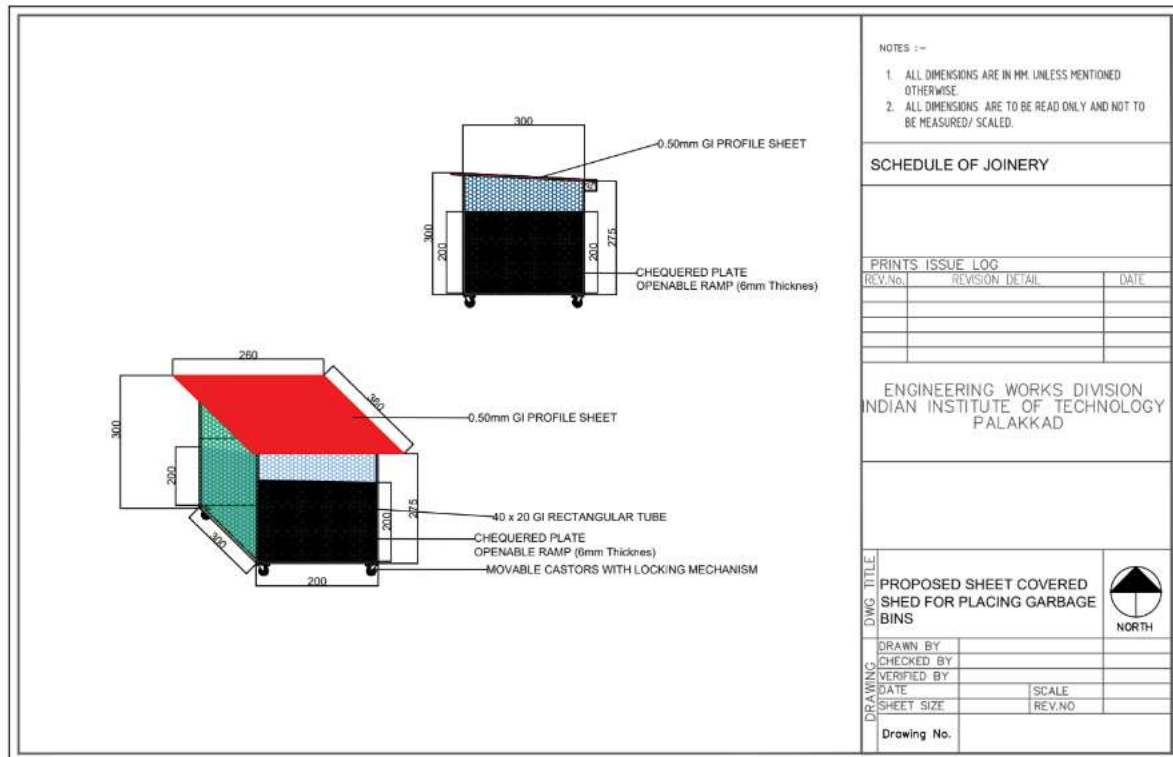 300
0.50mm GI PROFILE SHEET
300
200
200
275
CHEQUERED PLATE
OPENABLE RAMP (6mm Thicknes)
260
360
0.50mm GI PROFILE SHEET
300
200
300
200
275
40 x 20 GI RECTANGULAR TUBE
CHEQUERED PLATE
OPENABLE RAMP (6mm Thicknes)
MOVABLE CASTORS WITH LOCKING MECHANISM
200
NOTES :-
1. ALL DIMENSIONS ARE IN MM. UNLESS MENTIONED
OTHERWISE.
2. ALL DIMENSIONS ARE TO BE READ ONLY AND NOT TO
BE MEASURED/ SCALED.
SCHEDULE OF JOINERY
PRINTS ISSUE LOG
REV.No. REVISION DETAIL DATE
ENGINEERING WORKS DIVISION
INDIAN INSTITUTE OF TECHNOLOGY
PALAKKAD
DWG TITLE
PROPOSED SHEET COVERED
SHED FOR PLACING GARBAGE
BINS
NORTH
DRAWING
DRAWN BY
CHECKED BY
VERIFIED BY
DATE SCALE
SHEET SIZE REV.NO
Drawing No.